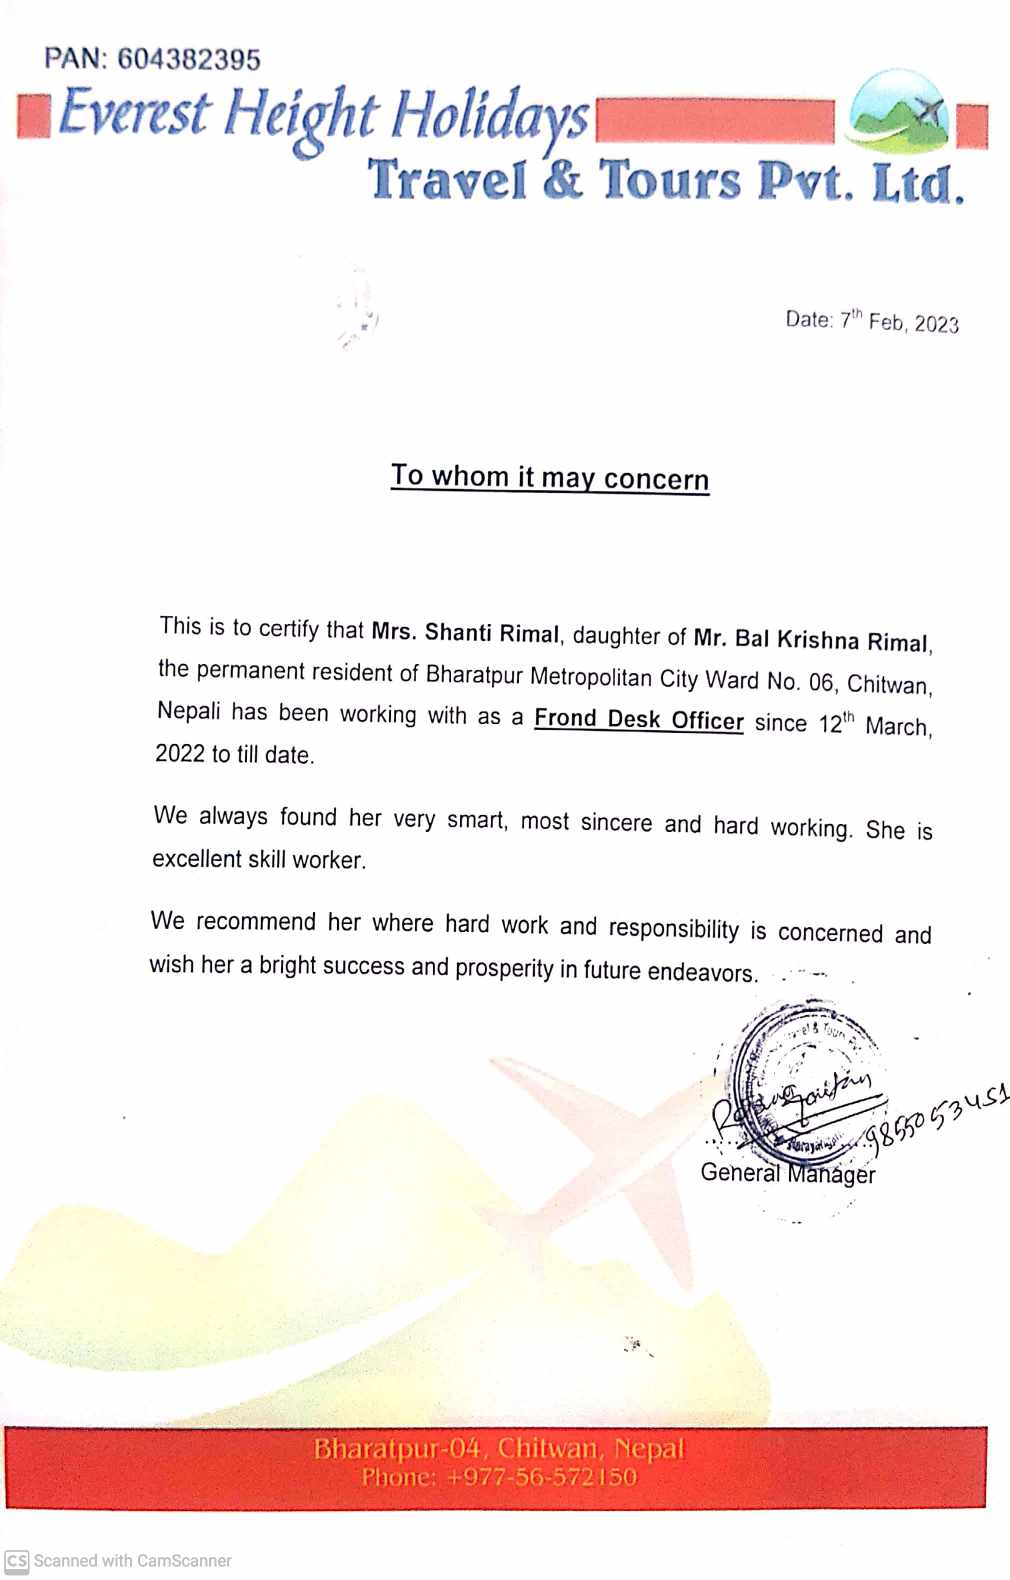 PAN: 604382395
Everest Height Holidays
Travel & Tours Pvt. Ltd.
Date: 7th Feb, 2023
To whom it may concern
This is to certify that Mrs. Shanti Rimal, daughter of Mr. Bal Krishna Rimal,
the permanent resident of Bharatpur Metropolitan City Ward No. 06, Chitwan,
Nepali has been working with as a Frond Desk Officer since 12th March,
2022 to till date.
We always found her very smart, most sincere and hard working. She is
excellent skill worker.
We recommend her where hard work and responsibility is concerned and
wish her a bright success and prosperity in future endeavors.
& Tours
9855053451
General Manager
Bharatpur-04, Chitwan, Nepal
Phone: +977-56-572150
CS Scanned with CamScanner